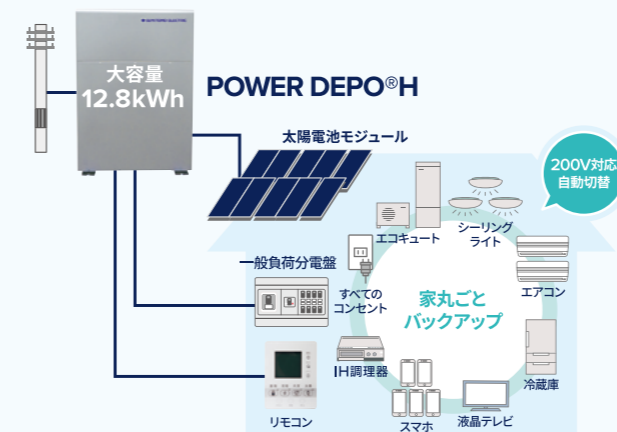 大容量
12.8kWh
POWER DEPO®H
太陽電池モジュール
200V対応
自動切替
エコキュート
シーリング
ライト
一般負荷分電盤
すべての
コンセント
エアコン
家丸ごと
バックアップ
IH調理器
冷蔵庫
リモコン
スマホ
液晶テレビ